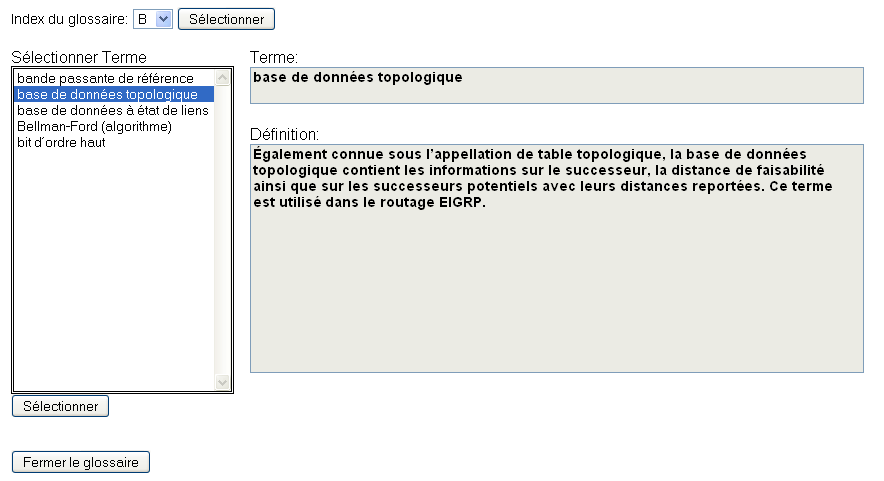 Index du glossaire: B Sélectionner
Sélectionner Terme
bande passante de référence
base de données topologique
base de données à état de liens
Bellman-Ford (algorithme)
bit d´ordre haut
Sélectionner
Terme:
base de données topologique
Définition:
Également connue sous l'appellation de table topologique, la base de données
topologique contient les informations sur le successeur, la distance de faisabilité
ainsi que sur les successeurs potentiels avec leurs distances reportées. Ce terme
est utilisé dans le routage EIGRP.
Fermer le glossaire